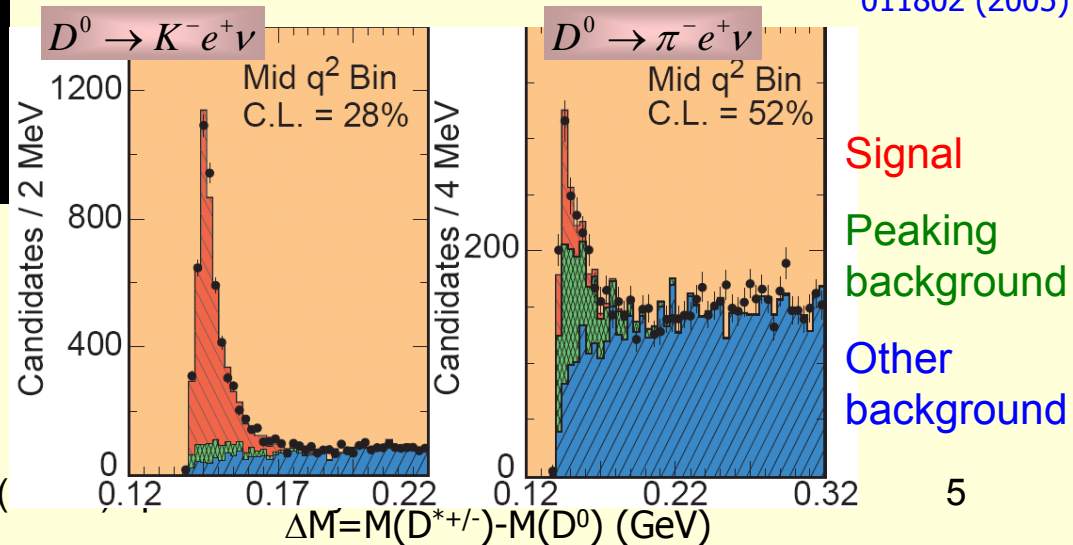 011802 (2005)
D⁰ → K⁻e⁺ν
D⁰ → π⁻e⁺ν
Mid q² Bin
C.L. = 28%
Mid q² Bin
C.L. = 52%
Candidates / 2 MeV
1200
800
400
0
0.12
0.17
0.22
Candidates / 4 MeV
200
0
0.12
0.22
0.32
ΔM=M(D*+/-)-M(D⁰) (GeV)
Signal
Peaking
background
Other
background
5